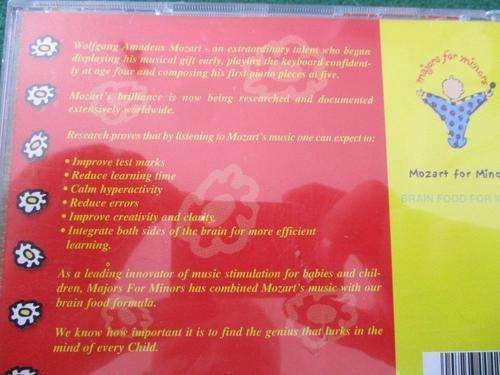 Wolfgang Amadeus Mozart - an extraordinary talent who began
displaying his musical gift early, playing the keyboard confident-
ly at age four and composing his first piano pieces at five.
Mozart's brilliance is now being researched and documented
extensively worldwide.
Research proves that by listening to Mozart's music one can expect to:
• Improve test marks
• Reduce learning time
• Calm hyperactivity
• Reduce errors
• Improve creativity and clarity
• Integrate both sides of the brain for more efficient
learning.
As a leading innovator of music stimulation for babies and chil-
dren, Majors For Minors has combined Mozart's music with our
brain food formula.
We know how important it is to find the genius that lurks in the
mind of every Child.
majors for minors
Mozart for Mino
BRAIN FOOD FOR